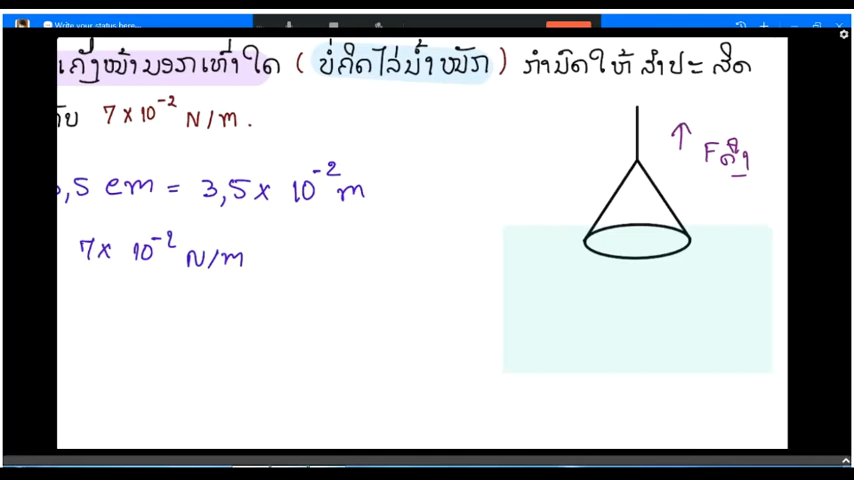 Write your status here...
ເຄັ່ງໜ້ານອກເທົ່າໃດ ( ບໍ່ຄິດໄລ່ນ້ຳໜັກ ) ກຳນົດໃຫ້ ສຳປະ ສິດ
ກັບ 7 x 10⁻² N/m.
,5 cm = 3,5 x 10⁻² m
7 x 10⁻² N/m
↑ Fດຶງ